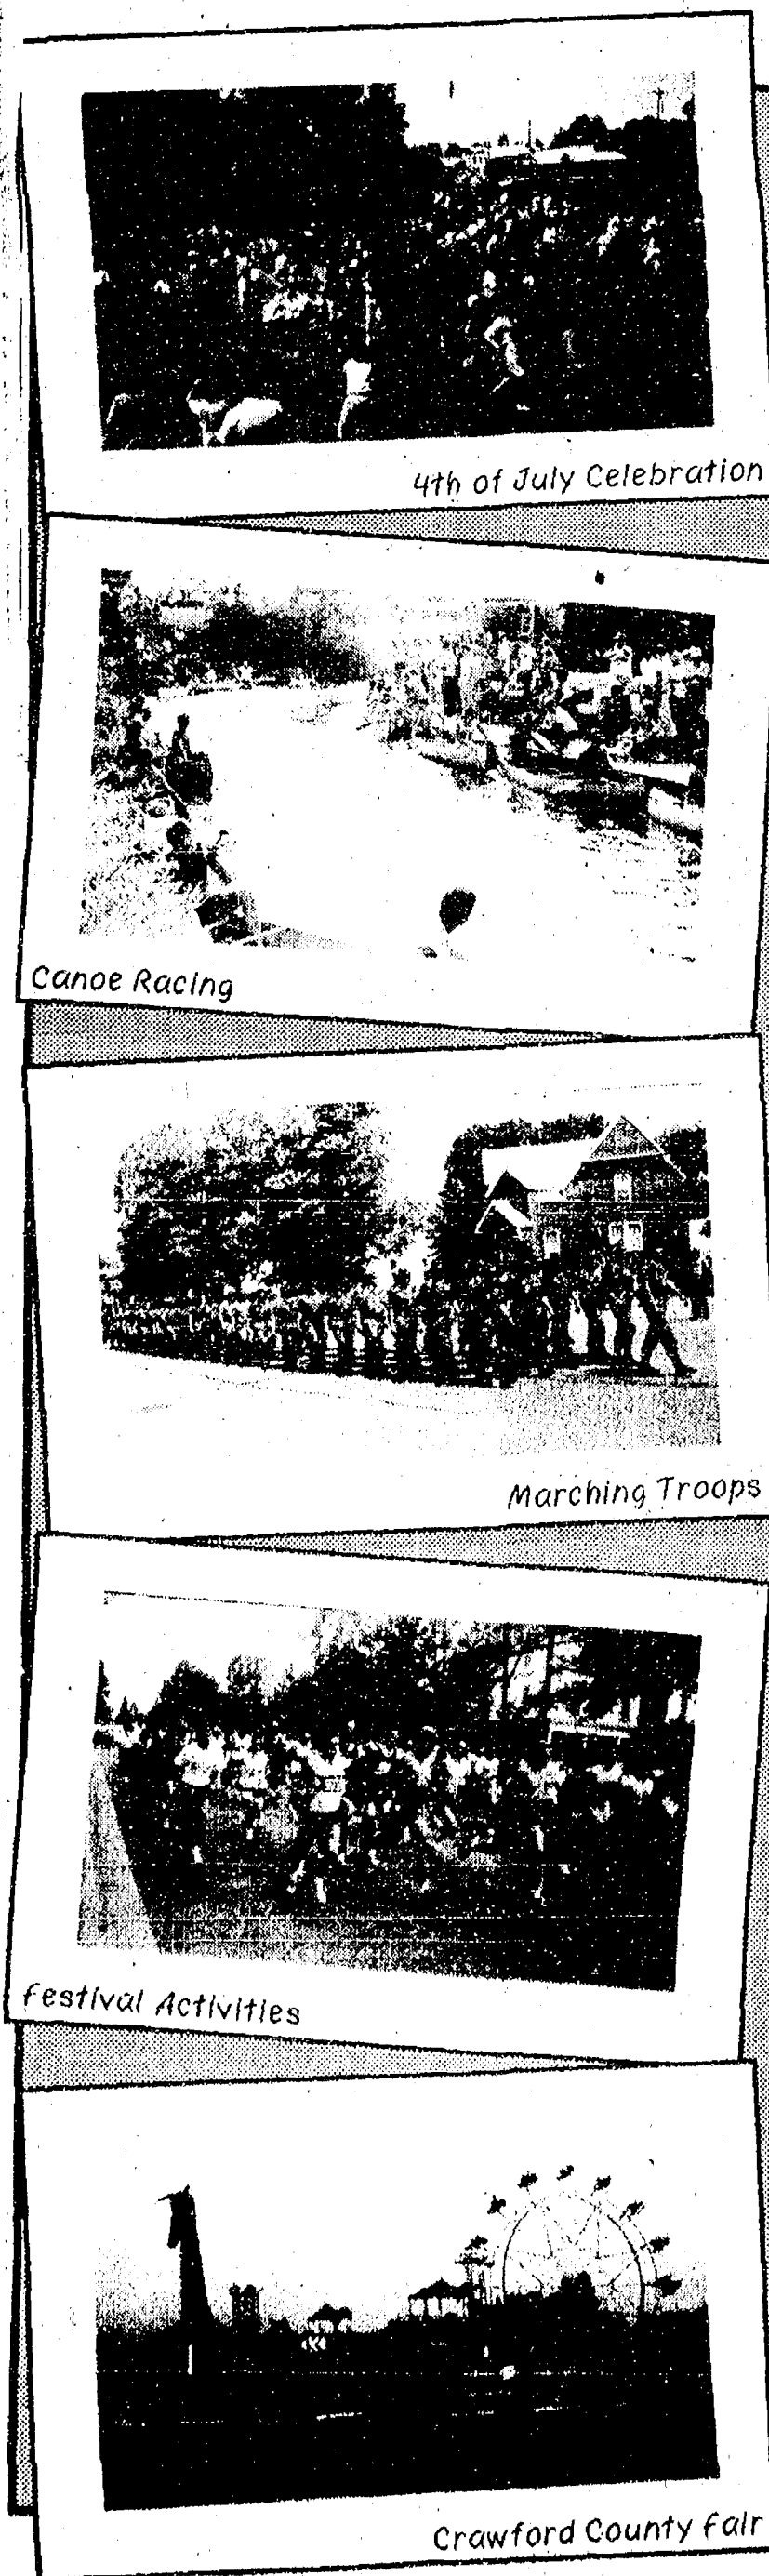 4th of July Celebration
Canoe Racing
Marching Troops
Festival Activities
Crawford County Fair